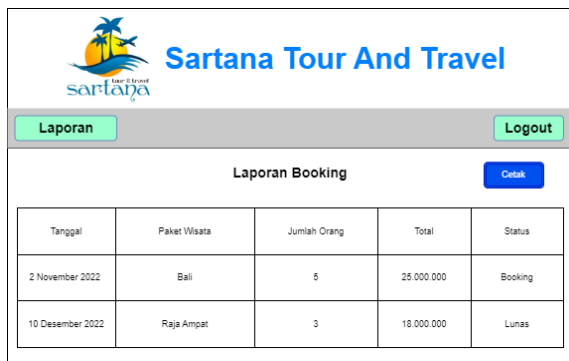 Sartana Tour And Travel
tour & travel
sartana
Laporan Logout
Laporan Booking Cetak
Tanggal Paket Wisata Jumlah Orang Total Status
2 November 2022 Bali 5 25.000.000 Booking
10 Desember 2022 Raja Ampat 3 18.000.000 Lunas